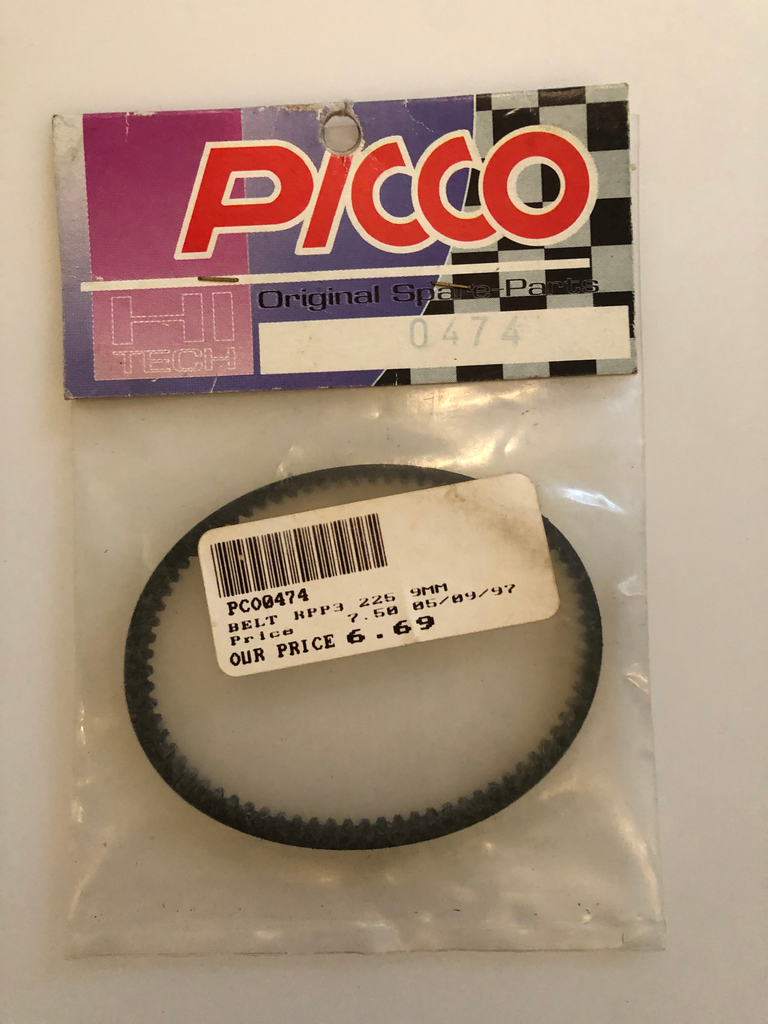 PICCO
HI
TECH
Original Spare-Parts
0474
PCO0474
BELT RPP3 225 9MM
Price 7.50 05/09/97
OUR PRICE 6.69